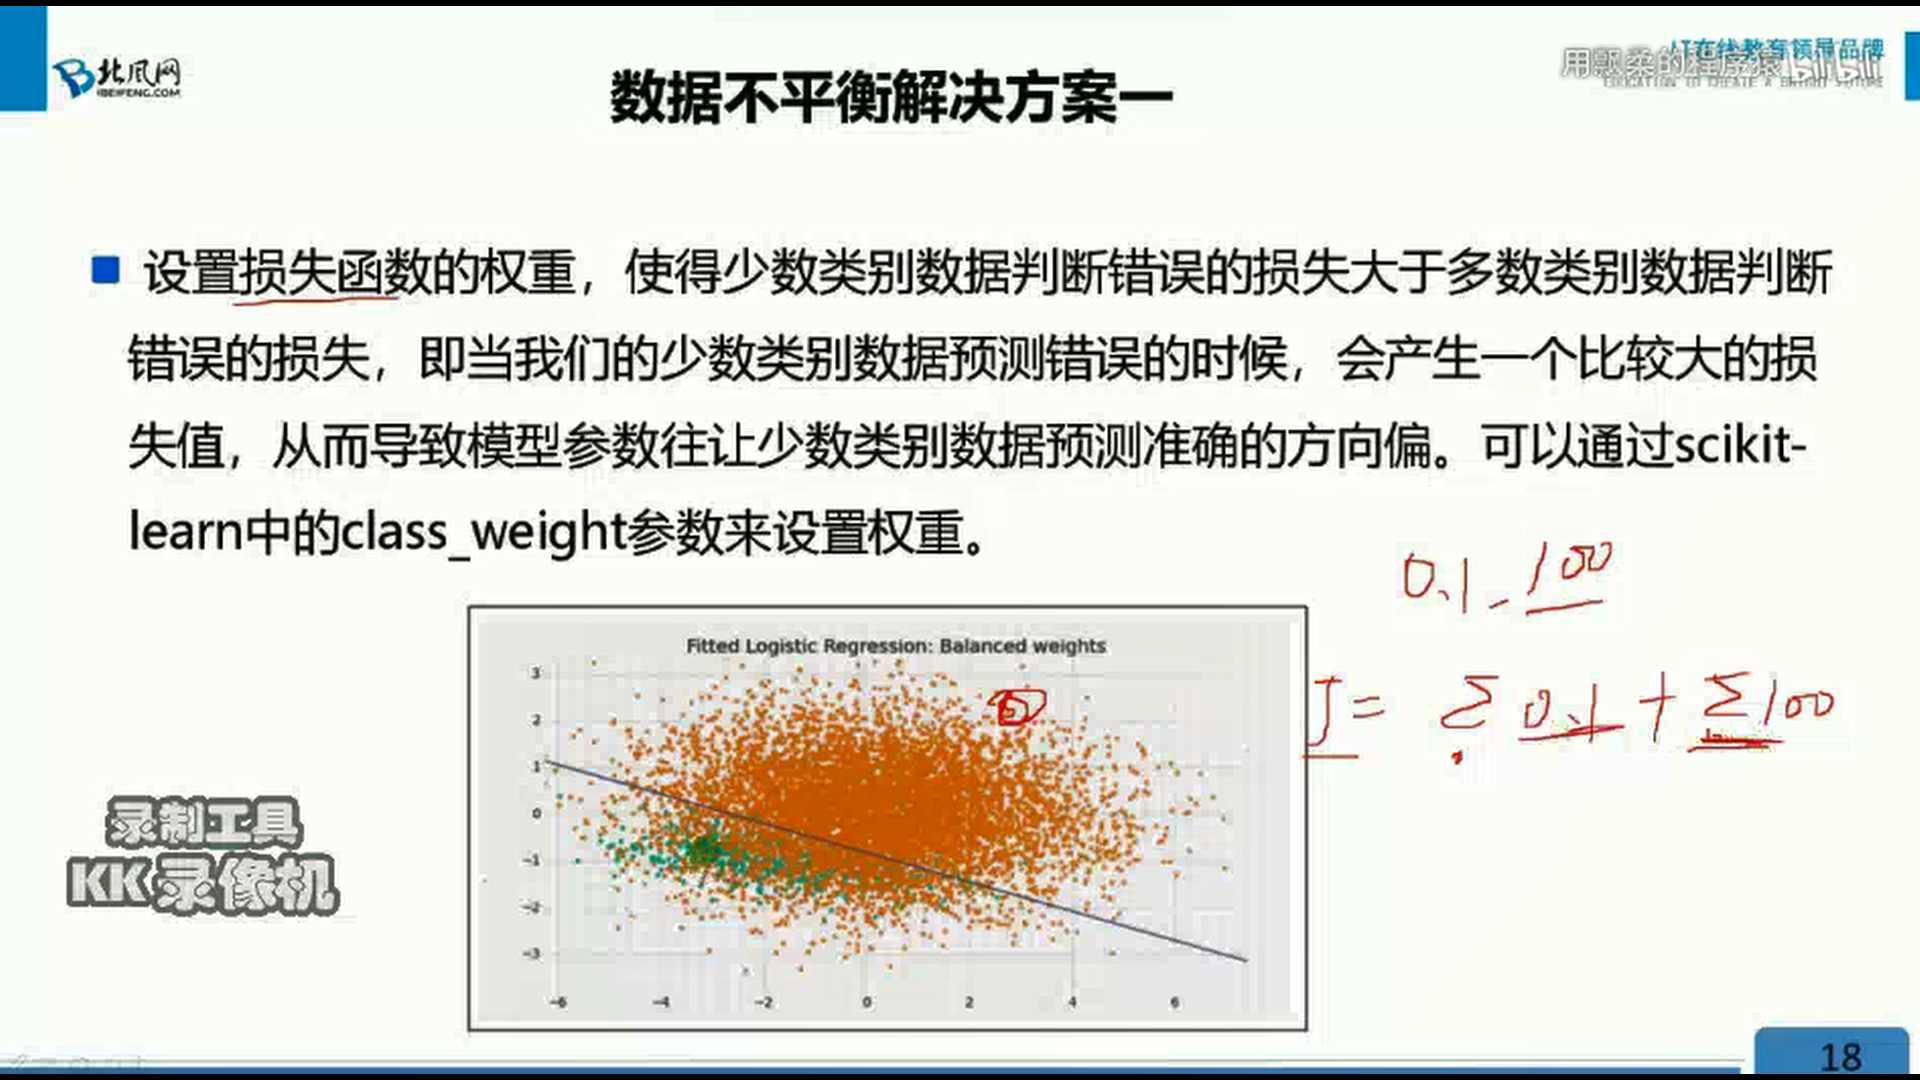 北风网
IBEIFENG.COM
IT在线教育领导品牌
用飘柔的程序猿
bilibili
数据不平衡解决方案一
设置损失函数的权重，使得少数类别数据判断错误的损失大于多数类别数据判断
错误的损失，即当我们的少数类别数据预测错误的时候，会产生一个比较大的损
失值，从而导致模型参数往让少数类别数据预测准确的方向偏。可以通过scikit-
learn中的class_weight参数来设置权重。
0.1 - 100
J = Σ 0.1 + Σ 100
Fitted Logistic Regression: Balanced weights
3
2
1
0
-1
-2
-3
-6 -4 -2 0 2 4 6
录制工具
KK录像机
18